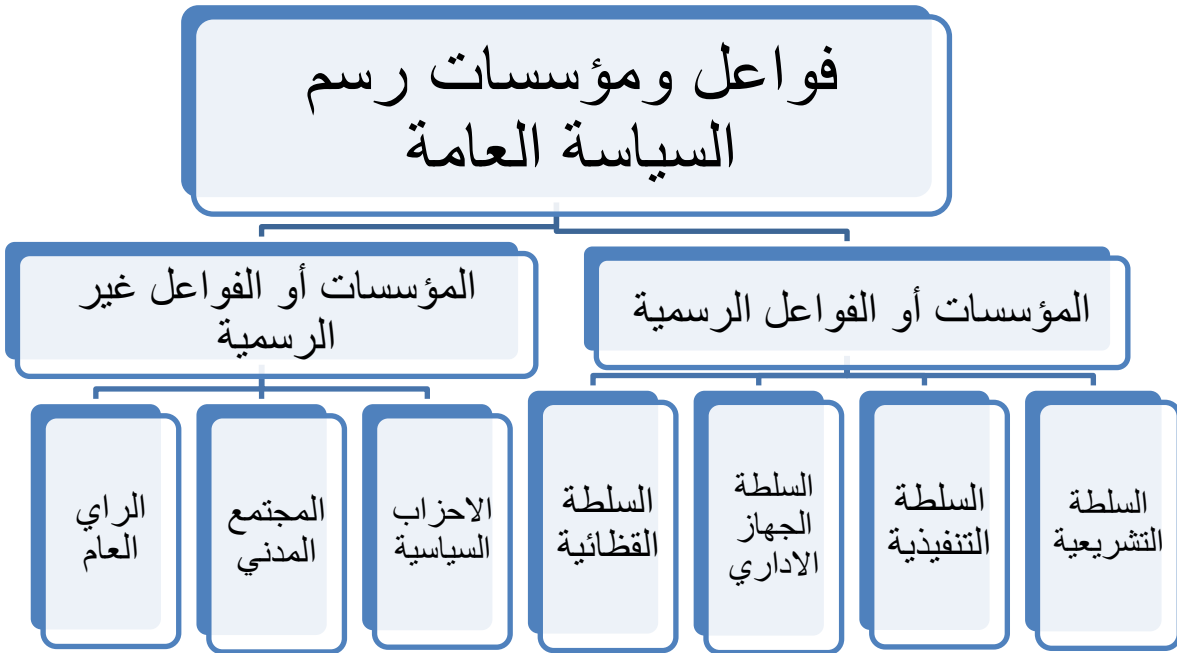 فواعل ومؤسسات رسم
السياسة العامة
المؤسسات أو الفواعل الرسمية
المؤسسات أو الفواعل غير
الرسمية
السلطة
التشريعية
السلطة
التنفيذية
السلطة
الجهاز
الاداري
السلطة
القظائية
الاحزاب
السياسية
المجتمع
المدني
الراي
العام